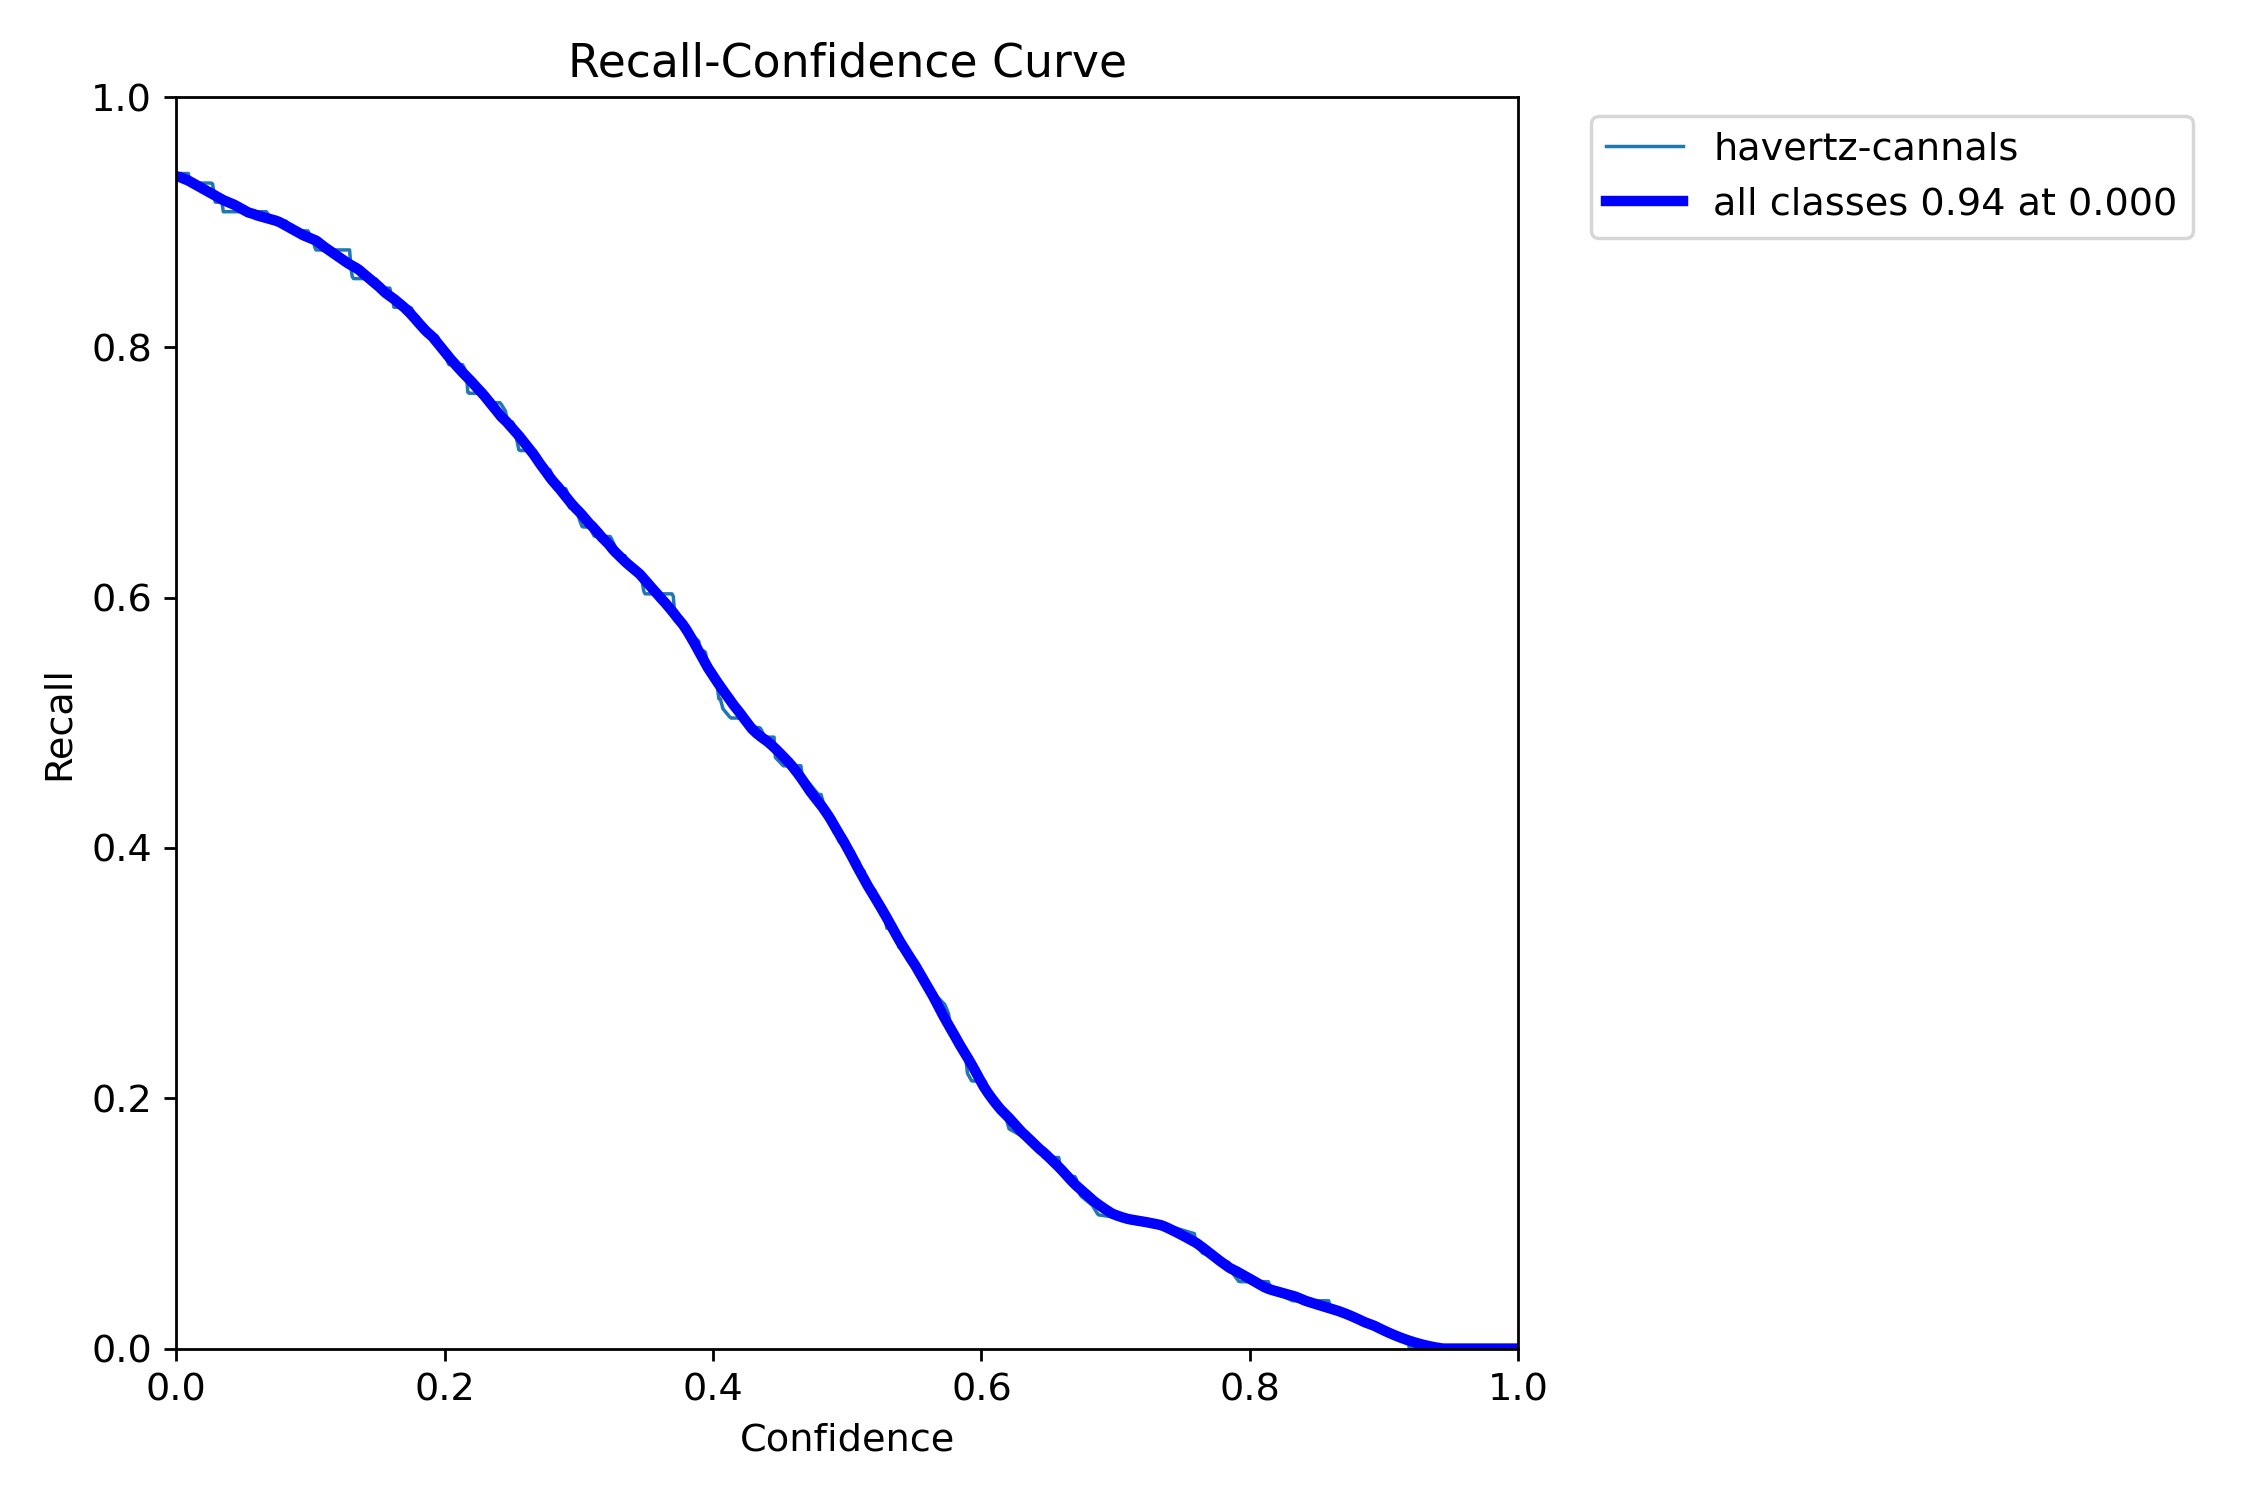 Recall-Confidence Curve
1.0
0.8
0.6
0.4
0.2
0.0
Recall
0.0 0.2 0.4 0.6 0.8 1.0
Confidence
havertz-cannals
all classes 0.94 at 0.000